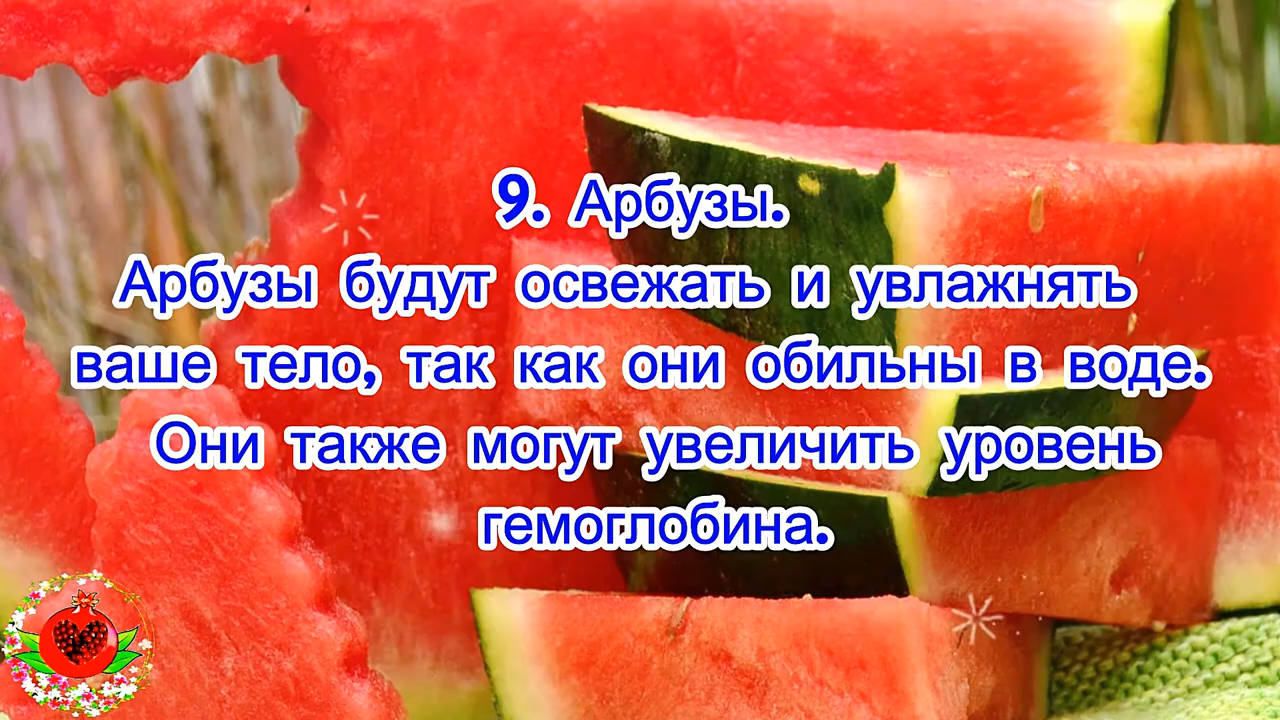 9. Арбузы.
Арбузы будут освежать и увлажнять
ваше тело, так как они обильны в воде.
Они также могут увеличить уровень
гемоглобина.